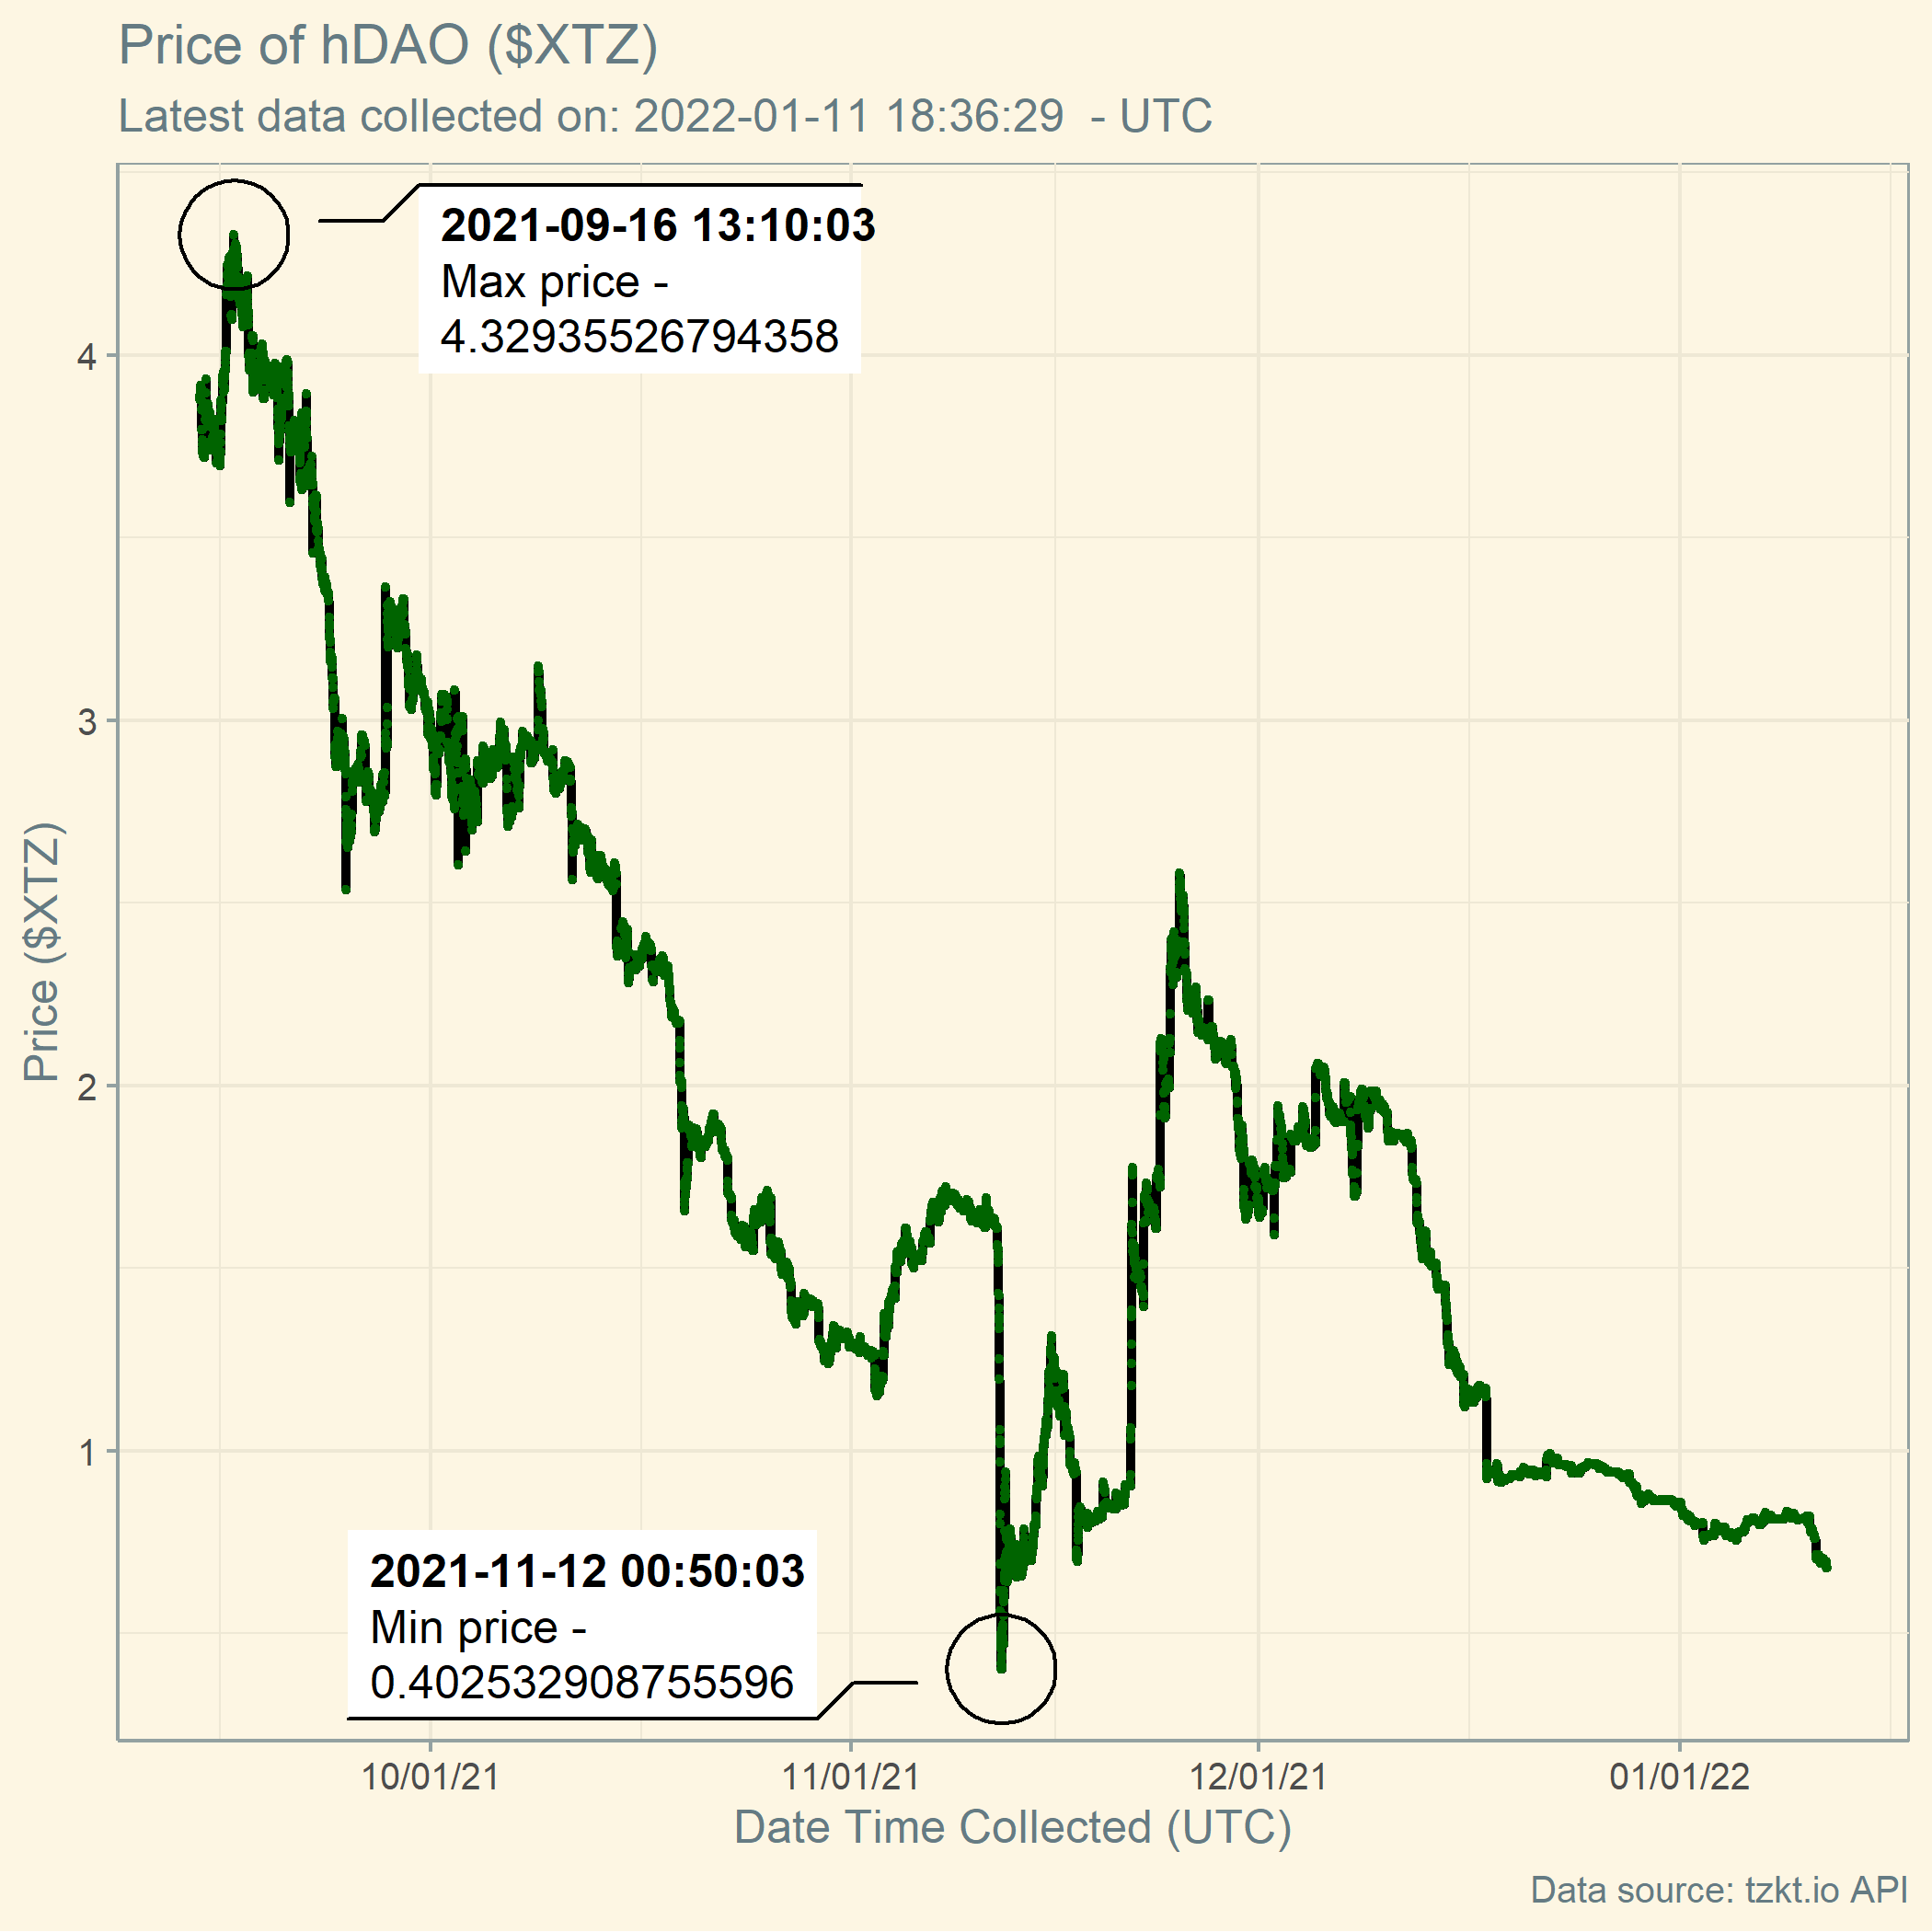 Price of hDAO ($XTZ)
Latest data collected on: 2022-01-11 18:36:29  - UTC
2021-09-16 13:10:03
Max price -
4.32935526794358
4
3
2
1
Price ($XTZ)
2021-11-12 00:50:03
Min price -
0.402532908755596
10/01/21
11/01/21
12/01/21
01/01/22
Date Time Collected (UTC)
Data source: tzkt.io API